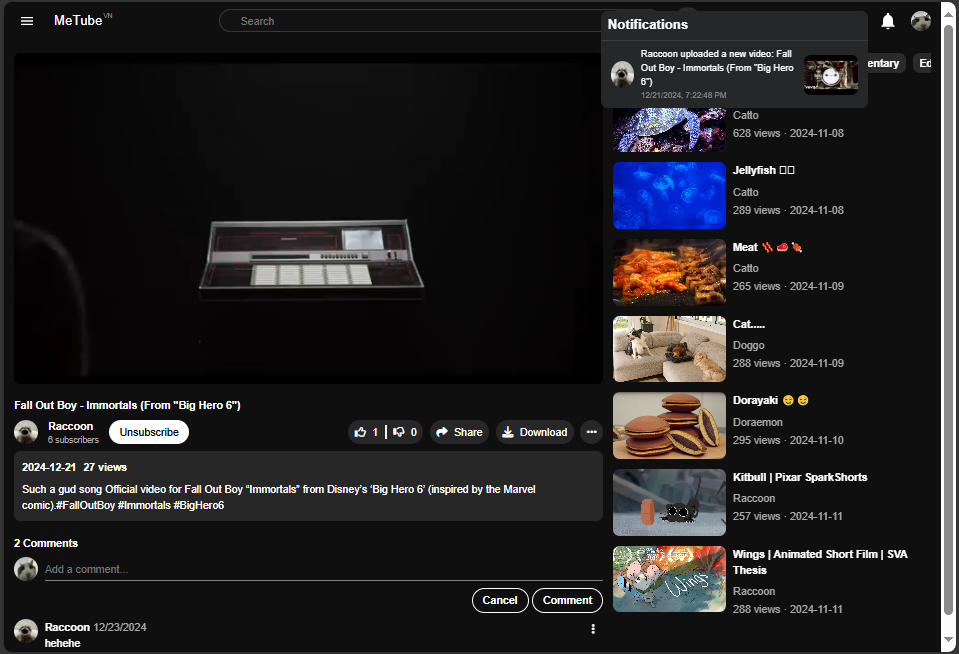 MeTube VN
Search
Notifications
Raccoon uploaded a new video: Fall
Out Boy - Immortals (From "Big Hero
6")
12/21/2024, 7:22:48 PM
entary
Ed
Catto
628 views · 2024-11-08
Jellyfish
Catto
289 views · 2024-11-08
Meat 🥓 🥩 🍖
Catto
265 views · 2024-11-09
Cat.....
Doggo
288 views · 2024-11-09
Dorayaki 😋 😋
Doraemon
295 views · 2024-11-10
Kitbull | Pixar SparkShorts
Raccoon
257 views · 2024-11-11
Wings
Wings | Animated Short Film | SVA
Thesis
Raccoon
288 views · 2024-11-11
Fall Out Boy - Immortals (From "Big Hero 6")
Raccoon
6 subscribers
Unsubscribe
1
0
Share
Download
2024-12-21 27 views
Such a gud song Official video for Fall Out Boy “Immortals” from Disney’s ‘Big Hero 6’ (inspired by the Marvel
comic).#FallOutBoy #Immortals #BigHero6
2 Comments
Add a comment...
Cancel
Comment
Raccoon 12/23/2024
hehehe